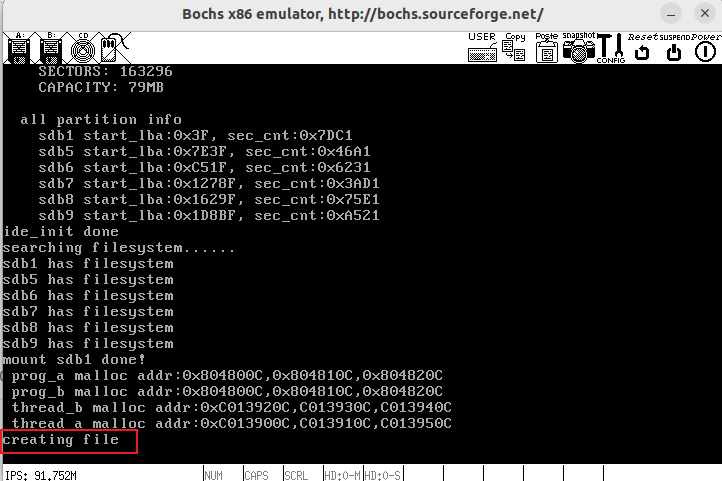 Bochs x86 emulator, http://bochs.sourceforge.net/
A: B: CD USER Copy Paste snapshot CONFIG Reset SUSPEND Power
SECTORS: 163296
CAPACITY: 79MB
all partition info
sdb1 start_lba:0x3F, sec_cnt:0x7DC1
sdb5 start_lba:0x7E3F, sec_cnt:0x46A1
sdb6 start_lba:0xC51F, sec_cnt:0x6231
sdb7 start_lba:0x1278F, sec_cnt:0x3AD1
sdb8 start_lba:0x1629F, sec_cnt:0x75E1
sdb9 start_lba:0x1D8BF, sec_cnt:0xA521
ide_init done
searching filesystem......
sdb1 has filesystem
sdb5 has filesystem
sdb6 has filesystem
sdb7 has filesystem
sdb8 has filesystem
sdb9 has filesystem
mount sdb1 done!
prog_a malloc addr:0x804800C,0x804810C,0x804820C
prog_b malloc addr:0x804800C,0x804810C,0x804820C
thread_b malloc addr:0xC013920C,C013930C,C013940C
thread_a malloc addr:0xC013900C,C013910C,C013950C
creating file
IPS: 91.752M NUM CAPS SCRL HD:0-M HD:0-S